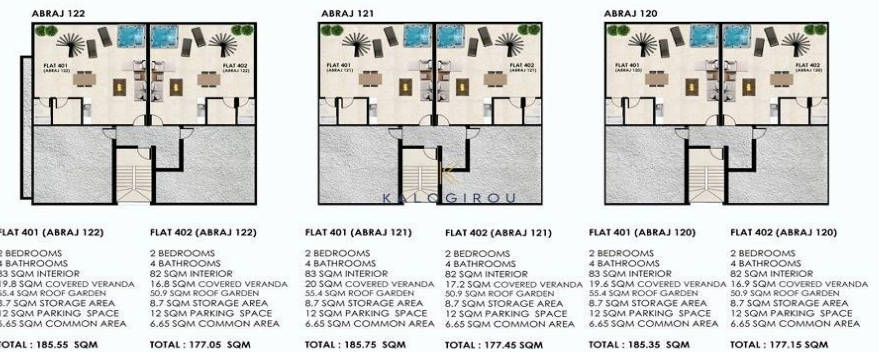 ABRAJ 122
FLAT 401
(ABRAJ 122)
FLAT 402
(ABRAJ 122)
ABRAJ 121
FLAT 401
(ABRAJ 121)
FLAT 402
(ABRAJ 121)
ABRAJ 120
FLAT 401
(ABRAJ 120)
FLAT 402
(ABRAJ 120)
KALOGIROU
FLAT 401 (ABRAJ 122)
2 BEDROOMS
4 BATHROOMS
83 SQM INTERIOR
19.8 SQM COVERED VERANDA
55.4 SQM ROOF GARDEN
8.7 SQM STORAGE AREA
12 SQM PARKING SPACE
6.65 SQM COMMON AREA
TOTAL : 185.55 SQM
FLAT 402 (ABRAJ 122)
2 BEDROOMS
4 BATHROOMS
82 SQM INTERIOR
16.8 SQM COVERED VERANDA
50.9 SQM ROOF GARDEN
8.7 SQM STORAGE AREA
12 SQM PARKING SPACE
6.65 SQM COMMON AREA
TOTAL : 177.05 SQM
FLAT 401 (ABRAJ 121)
2 BEDROOMS
4 BATHROOMS
83 SQM INTERIOR
20 SQM COVERED VERANDA
55.4 SQM ROOF GARDEN
8.7 SQM STORAGE AREA
12 SQM PARKING SPACE
6.65 SQM COMMON AREA
TOTAL : 185.75 SQM
FLAT 402 (ABRAJ 121)
2 BEDROOMS
4 BATHROOMS
82 SQM INTERIOR
17.2 SQM COVERED VERANDA
50.9 SQM ROOF GARDEN
8.7 SQM STORAGE AREA
12 SQM PARKING SPACE
6.65 SQM COMMON AREA
TOTAL : 177.45 SQM
FLAT 401 (ABRAJ 120)
2 BEDROOMS
4 BATHROOMS
83 SQM INTERIOR
19.6 SQM COVERED VERANDA
55.4 SQM ROOF GARDEN
8.7 SQM STORAGE AREA
12 SQM PARKING SPACE
6.65 SQM COMMON AREA
TOTAL : 185.35 SQM
FLAT 402 (ABRAJ 120)
2 BEDROOMS
4 BATHROOMS
82 SQM INTERIOR
16.9 SQM COVERED VERANDA
50.9 SQM ROOF GARDEN
8.7 SQM STORAGE AREA
12 SQM PARKING SPACE
6.65 SQM COMMON AREA
TOTAL : 177.15 SQM